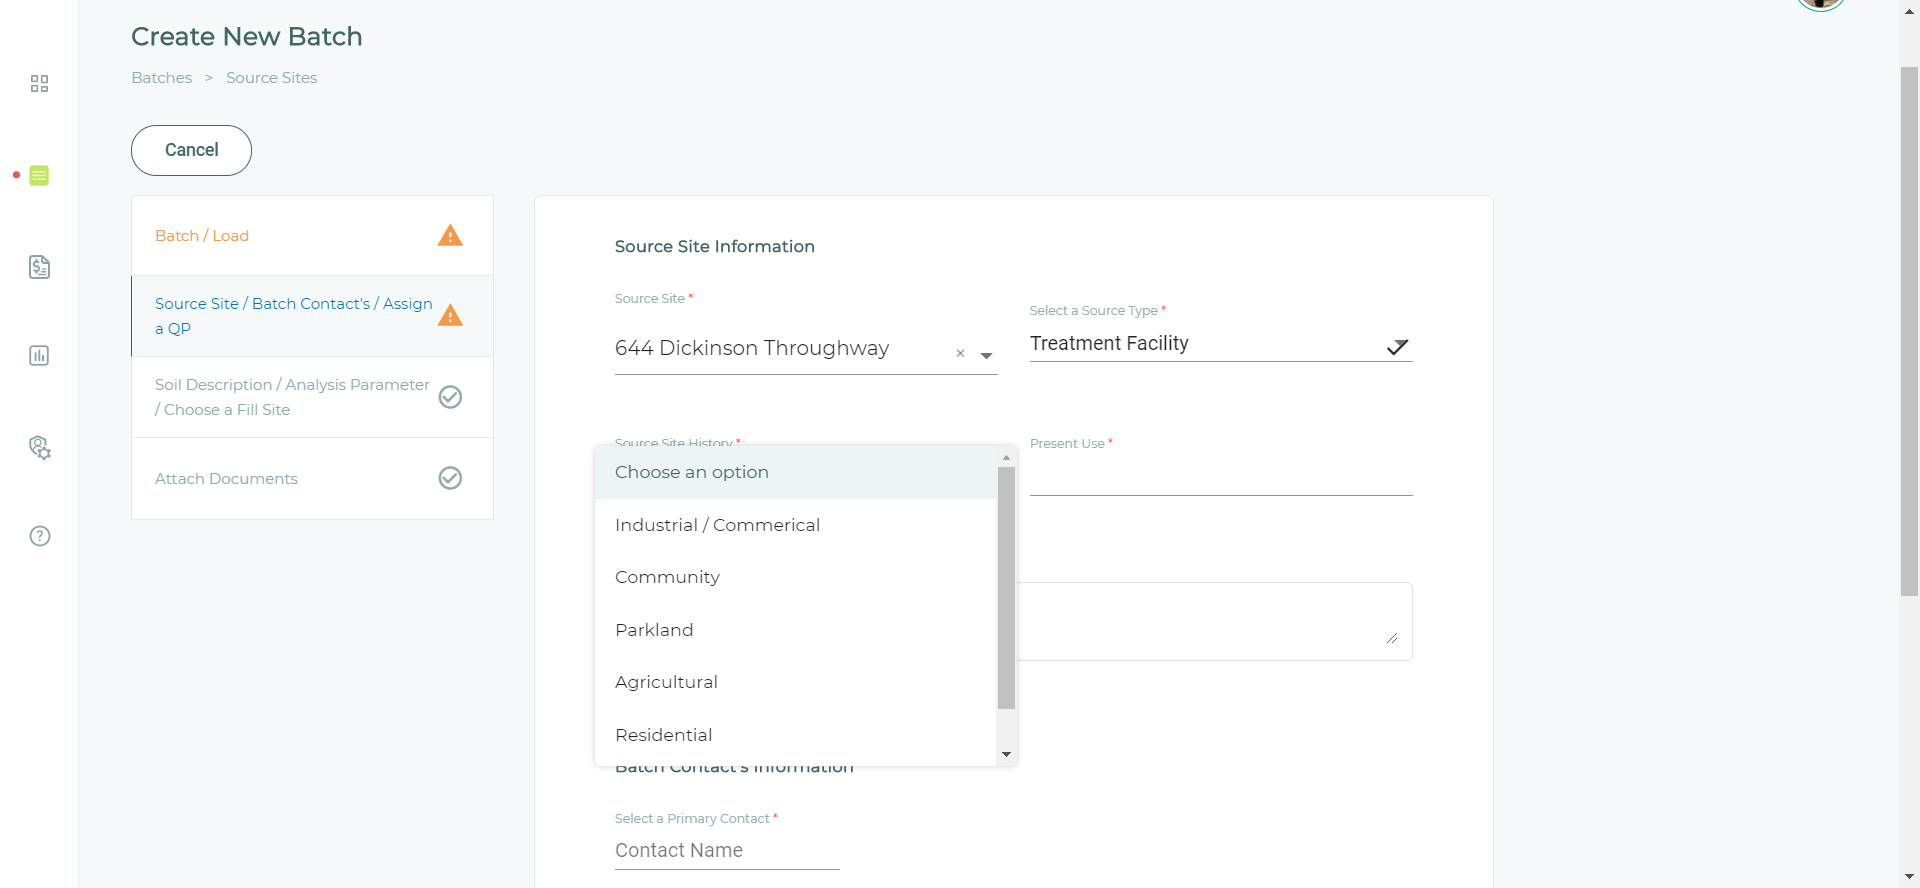 Create New Batch
Batches > Source Sites
Cancel
Batch / Load
Source Site / Batch Contact's / Assign
a QP
Soil Description / Analysis Parameter
/ Choose a Fill Site
Attach Documents
Source Site Information
Source Site *
644 Dickinson Throughway ×
Select a Source Type *
Treatment Facility
Source Site History *
Present Use *
Choose an option
Industrial / Commerical
Community
Parkland
Agricultural
Residential
Batch Contact's Information
Select a Primary Contact *
Contact Name